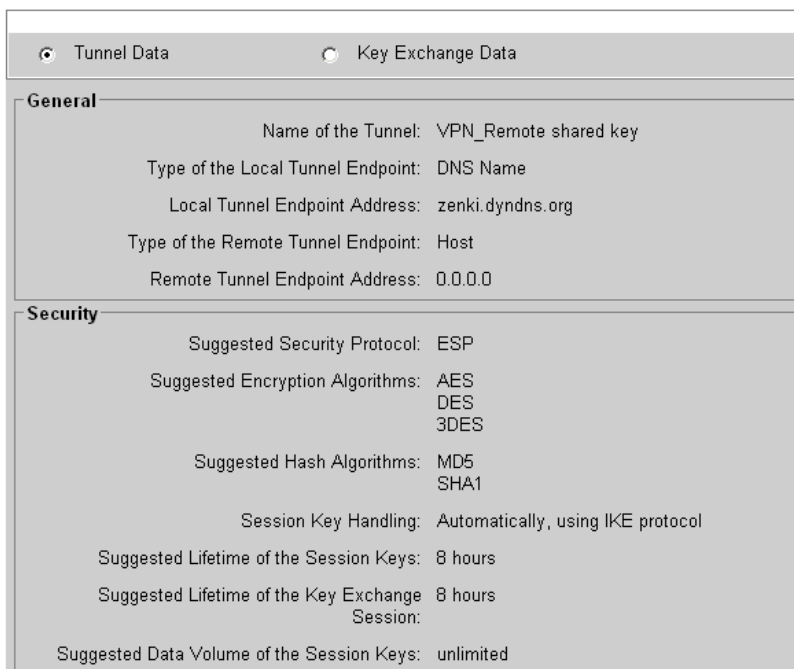 Tunnel Data Key Exchange Data
General
Name of the Tunnel: VPN_Remote shared key
Type of the Local Tunnel Endpoint: DNS Name
Local Tunnel Endpoint Address: zenki.dyndns.org
Type of the Remote Tunnel Endpoint: Host
Remote Tunnel Endpoint Address: 0.0.0.0
Security
Suggested Security Protocol: ESP
Suggested Encryption Algorithms: AES
DES
3DES
Suggested Hash Algorithms: MD5
SHA1
Session Key Handling: Automatically, using IKE protocol
Suggested Lifetime of the Session Keys: 8 hours
Suggested Lifetime of the Key Exchange 8 hours
Session:
Suggested Data Volume of the Session Keys: unlimited